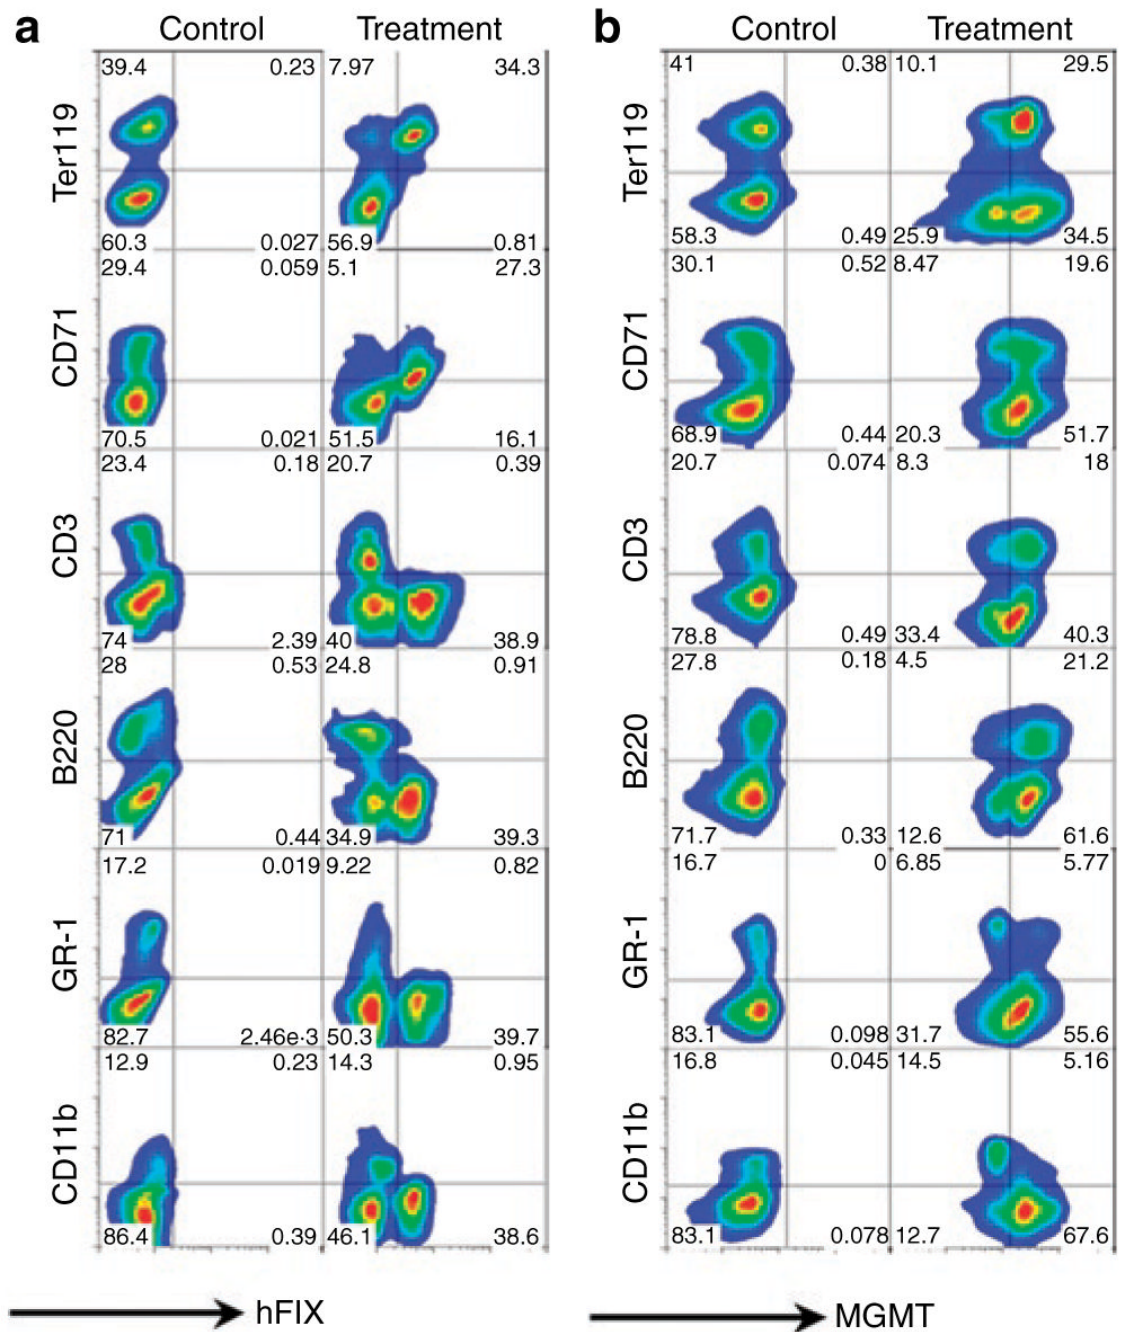 a Control Treatment b Control Treatment
39.4 0.23 7.97 34.3 41 0.38 10.1 29.5
Ter119 Ter119
60.3 0.027 56.9 0.81 58.3 0.49 25.9 34.5
29.4 0.059 5.1 27.3 30.1 0.52 8.47 19.6
CD71 CD71
70.5 0.021 51.5 16.1 68.9 0.44 20.3 51.7
23.4 0.18 20.7 0.39 20.7 0.074 8.3 18
CD3 CD3
74 2.39 40 38.9 78.8 0.49 33.4 40.3
28 0.53 24.8 0.91 27.8 0.18 4.5 21.2
B220 B220
71 0.44 34.9 39.3 71.7 0.33 12.6 61.6
17.2 0.019 9.22 0.82 16.7 0 6.85 5.77
GR-1 GR-1
82.7 2.46e-3 50.3 39.7 83.1 0.098 31.7 55.6
12.9 0.23 14.3 0.95 16.8 0.045 14.5 5.16
CD11b CD11b
86.4 0.39 46.1 38.6 83.1 0.078 12.7 67.6
hFIX MGMT